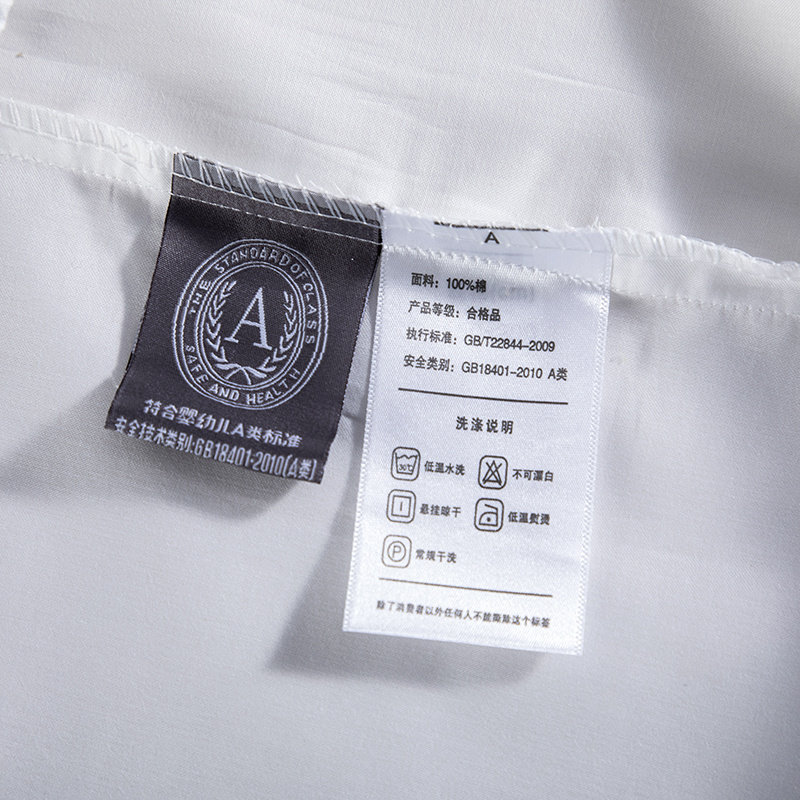 THE STANDARD OF CLASS
A
SAFE AND HEALTH
符合婴幼儿A类标准
安全技术类别:GB18401-2010(A类)
A
面料: 100%棉
产品等级: 合格品
执行标准: GB/T22844-2009
安全类别: GB18401-2010 A类
洗涤说明
30℃ 低温水洗 不可漂白
悬挂晾干 低温熨烫
P 常规干洗
除了消费者以外任何人不能撕除这个标签